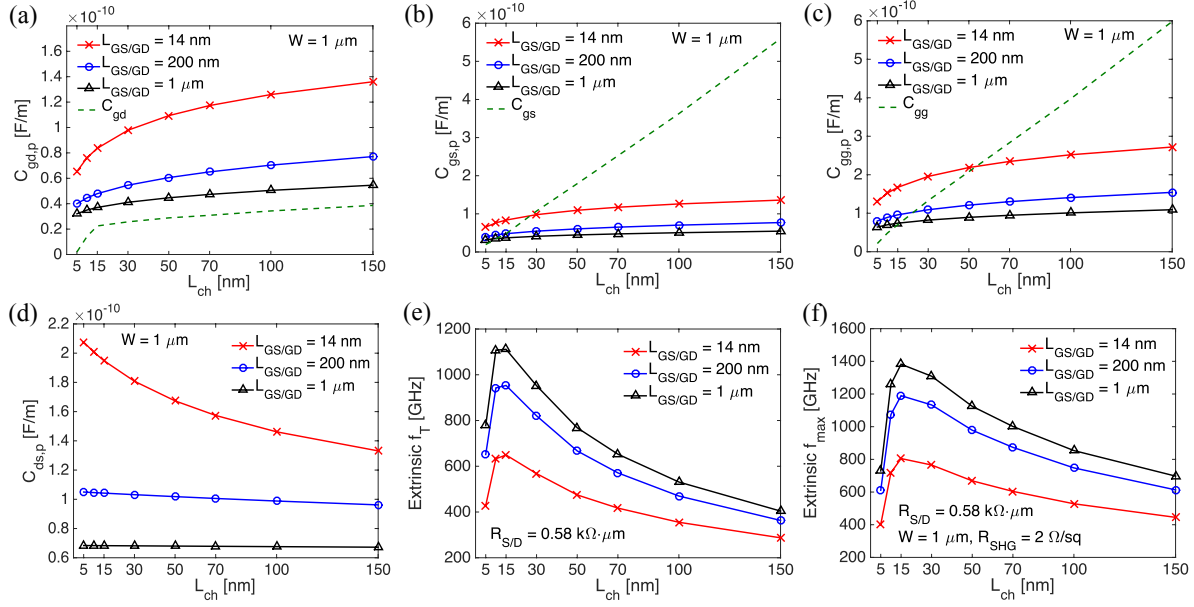 (a)
×10⁻¹⁰
L_GS/GD = 14 nm
W = 1 μm
L_GS/GD = 200 nm
L_GS/GD = 1 μm
C_gd
C_gd,p [F/m]
1.6
1.4
1.2
1.0
0.8
0.6
0.4
0.2
0
5 15 30 50 70 100 150
L_ch [nm]
(b)
×10⁻¹⁰
L_GS/GD = 14 nm
W = 1 μm
L_GS/GD = 200 nm
L_GS/GD = 1 μm
C_gs
C_gs,p [F/m]
6
5
4
3
2
1
0
5 15 30 50 70 100 150
L_ch [nm]
(c)
×10⁻¹⁰
L_GS/GD = 14 nm
W = 1 μm
L_GS/GD = 200 nm
L_GS/GD = 1 μm
C_gg
C_gg,p [F/m]
6
5
4
3
2
1
0
5 15 30 50 70 100 150
L_ch [nm]
(d)
×10⁻¹⁰
W = 1 μm
L_GS/GD = 14 nm
L_GS/GD = 200 nm
L_GS/GD = 1 μm
C_ds,p [F/m]
2.2
2.0
1.8
1.6
1.4
1.2
1.0
0.8
0.6
5 15 30 50 70 100 150
L_ch [nm]
(e)
L_GS/GD = 14 nm
L_GS/GD = 200 nm
L_GS/GD = 1 μm
Extrinsic f_T [GHz]
1200
1000
800
600
400
200
R_S/D = 0.58 kΩ·μm
5 15 30 50 70 100 150
L_ch [nm]
(f)
L_GS/GD = 14 nm
L_GS/GD = 200 nm
L_GS/GD = 1 μm
Extrinsic f_max [GHz]
1600
1400
1200
1000
800
600
400
200
R_S/D = 0.58 kΩ·μm
W = 1 μm, R_SHG = 2 Ω/sq
5 15 30 50 70 100 150
L_ch [nm]